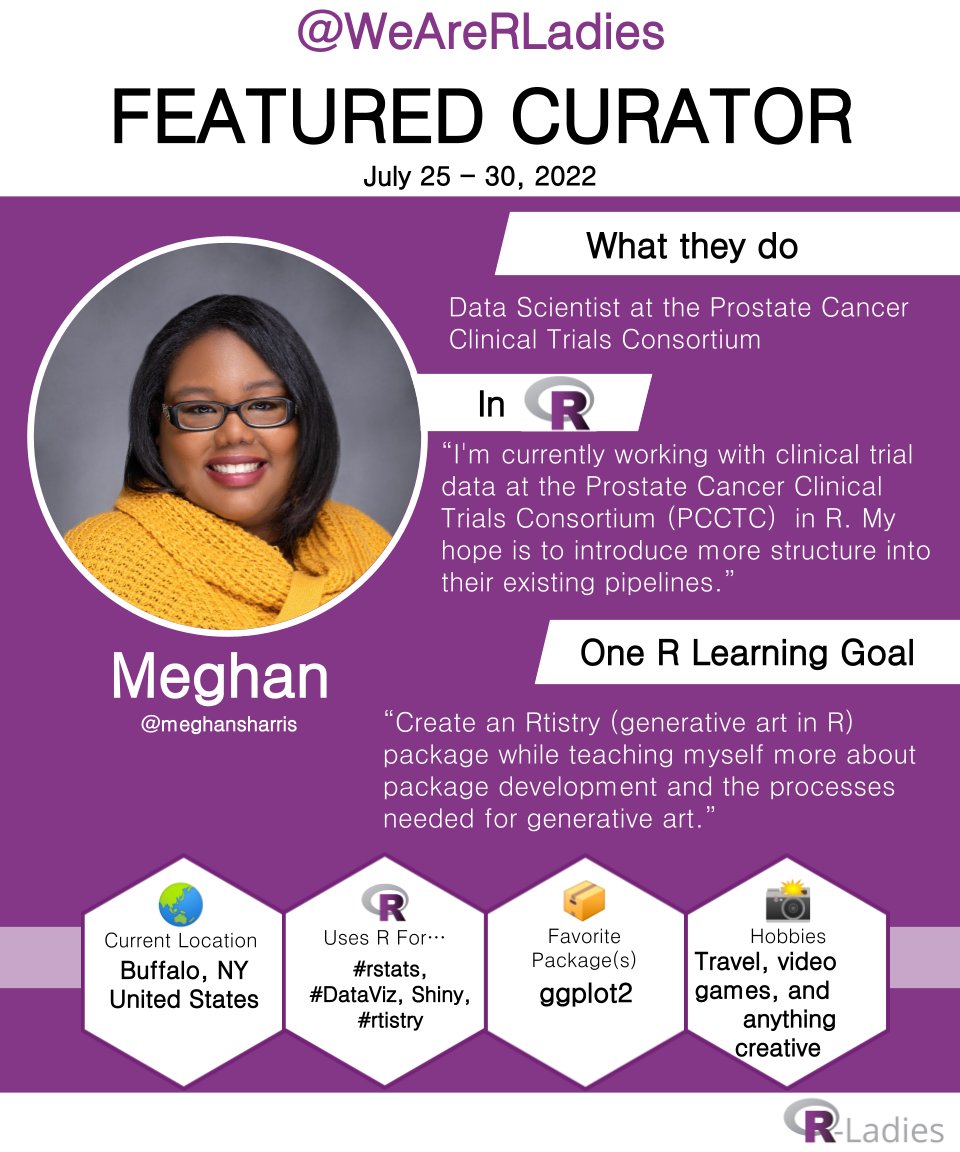 @WeAreRLadies
FEATURED CURATOR
July 25 – 30, 2022
What they do
Data Scientist at the Prostate Cancer
Clinical Trials Consortium
In R
“I'm currently working with clinical trial
data at the Prostate Cancer Clinical
Trials Consortium (PCCTC)  in R. My
hope is to introduce more structure into
their existing pipelines.”
Meghan
@meghansharris
One R Learning Goal
“Create an Rtistry (generative art in R)
package while teaching myself more about
package development and the processes
needed for generative art.”
Current Location
Buffalo, NY
United States
R
Uses R For…
#rstats,
#DataViz, Shiny,
#rtistry
Favorite
Package(s)
ggplot2
Hobbies
Travel, video
games, and
anything
creative
R-Ladies